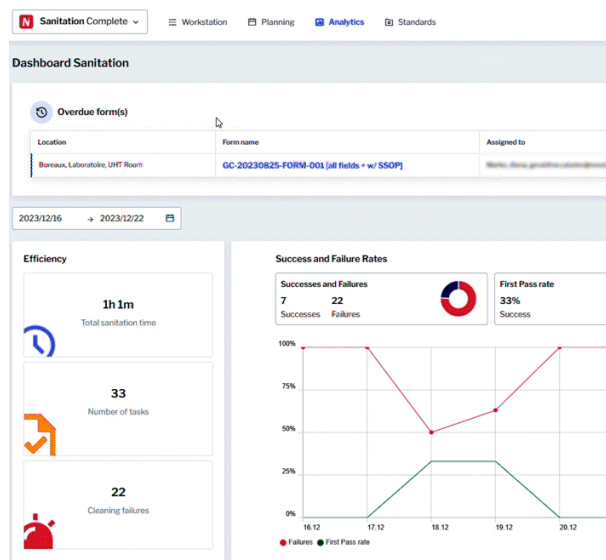 N Sanitation Complete Workstation Planning Analytics Standards
Dashboard Sanitation
Overdue form(s)
Location Form name Assigned to
Bureaux, Laboratoire, UHT Room GC-20230825-FORM-001 [all fields + w/ SSOP]
2023/12/16 → 2023/12/22
Efficiency
1h 1m
Total sanitation time
33
Number of tasks
22
Cleaning failures
Success and Failure Rates
Successes and Failures
7 22
Successes Failures
First Pass rate
33%
Success
100%
75%
50%
25%
0%
16.12 17.12 18.12 19.12 20.12
Failures First Pass rate